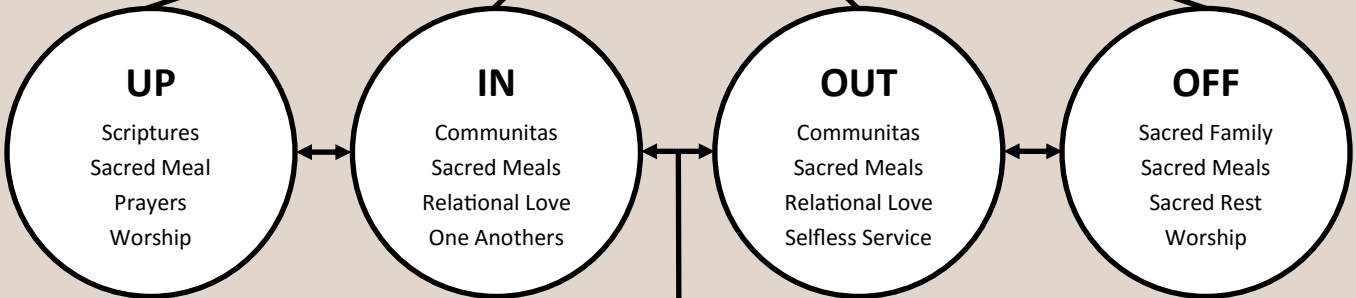 UP
Scriptures
Sacred Meal
Prayers
Worship
IN
Communitas
Sacred Meals
Relational Love
One Anothers
OUT
Communitas
Sacred Meals
Relational Love
Selfless Service
OFF
Sacred Family
Sacred Meals
Sacred Rest
Worship